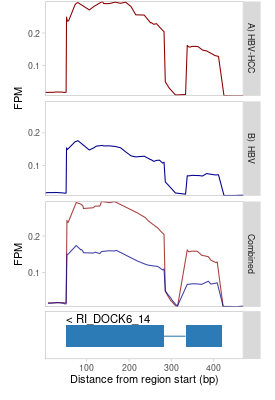 0.2
0.1
A) HBV-HCC
FPM
0.2
0.1
B) HBV
0.2
0.1
FPM
Combined
< RI_DOCK6_14
100 200 300 400
Distance from region start (bp)